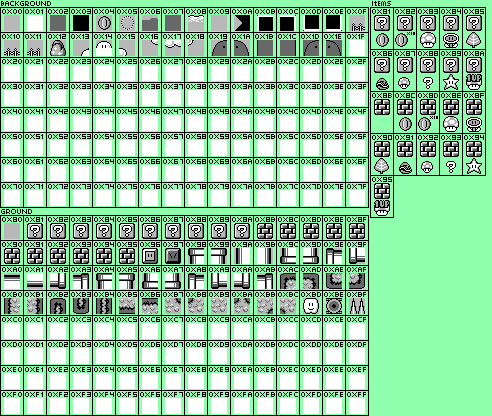 BACKGROUND
0X00 0X01 0X02 0X03 0X04 0X05 0X06 0X07 0X08 0X09 0X0A 0X0B 0X0C 0X0D 0X0E 0X0F
0X10 0X11 0X12 0X13 0X14 0X15 0X16 0X17 0X18 0X19 0X1A 0X1B 0X1C 0X1D 0X1E 0X1F
0X20 0X21 0X22 0X23 0X24 0X25 0X26 0X27 0X28 0X29 0X2A 0X2B 0X2C 0X2D 0X2E 0X2F
0X30 0X31 0X32 0X33 0X34 0X35 0X36 0X37 0X38 0X39 0X3A 0X3B 0X3C 0X3D 0X3E 0X3F
0X40 0X41 0X42 0X43 0X44 0X45 0X46 0X47 0X48 0X49 0X4A 0X4B 0X4C 0X4D 0X4E 0X4F
0X50 0X51 0X52 0X53 0X54 0X55 0X56 0X57 0X58 0X59 0X5A 0X5B 0X5C 0X5D 0X5E 0X5F
0X60 0X61 0X62 0X63 0X64 0X65 0X66 0X67 0X68 0X69 0X6A 0X6B 0X6C 0X6D 0X6E 0X6F
0X70 0X71 0X72 0X73 0X74 0X75 0X76 0X77 0X78 0X79 0X7A 0X7B 0X7C 0X7D 0X7E 0X7F
GROUND
0X80 0X81 0X82 0X83 0X84 0X85 0X86 0X87 0X88 0X89 0X8A 0X8B 0X8C 0X8D 0X8E 0X8F
0X90 0X91 0X92 0X93 0X94 0X95 0X96 0X97 0X98 0X99 0X9A 0X9B 0X9C 0X9D 0X9E 0X9F
0XA0 0XA1 0XA2 0XA3 0XA4 0XA5 0XA6 0XA7 0XA8 0XA9 0XAA 0XAB 0XAC 0XAD 0XAE 0XAF
0XB0 0XB1 0XB2 0XB3 0XB4 0XB5 0XB6 0XB7 0XB8 0XB9 0XBA 0XBB 0XBC 0XBD 0XBE 0XBF
0XC0 0XC1 0XC2 0XC3 0XC4 0XC5 0XC6 0XC7 0XC8 0XC9 0XCA 0XCB 0XCC 0XCD 0XCE 0XCF
0XD0 0XD1 0XD2 0XD3 0XD4 0XD5 0XD6 0XD7 0XD8 0XD9 0XDA 0XDB 0XDC 0XDD 0XDE 0XDF
0XE0 0XE1 0XE2 0XE3 0XE4 0XE5 0XE6 0XE7 0XE8 0XE9 0XEA 0XEB 0XEC 0XED 0XEE 0XEF
0XF0 0XF1 0XF2 0XF3 0XF4 0XF5 0XF6 0XF7 0XF8 0XF9 0XFA 0XFB 0XFC 0XFD 0XFE 0XFF
Items
0X81 0X82 0X83 0X84 0X85
? ? ? ? ?
X10
0X86 0X87 0X88 0X89 0X8A
? ? ? ? ?
?
0X8B 0X8C 0X8D 0X8E 0X8F
X10
0X90 0X91 0X92 0X93 0X94
?
0X95